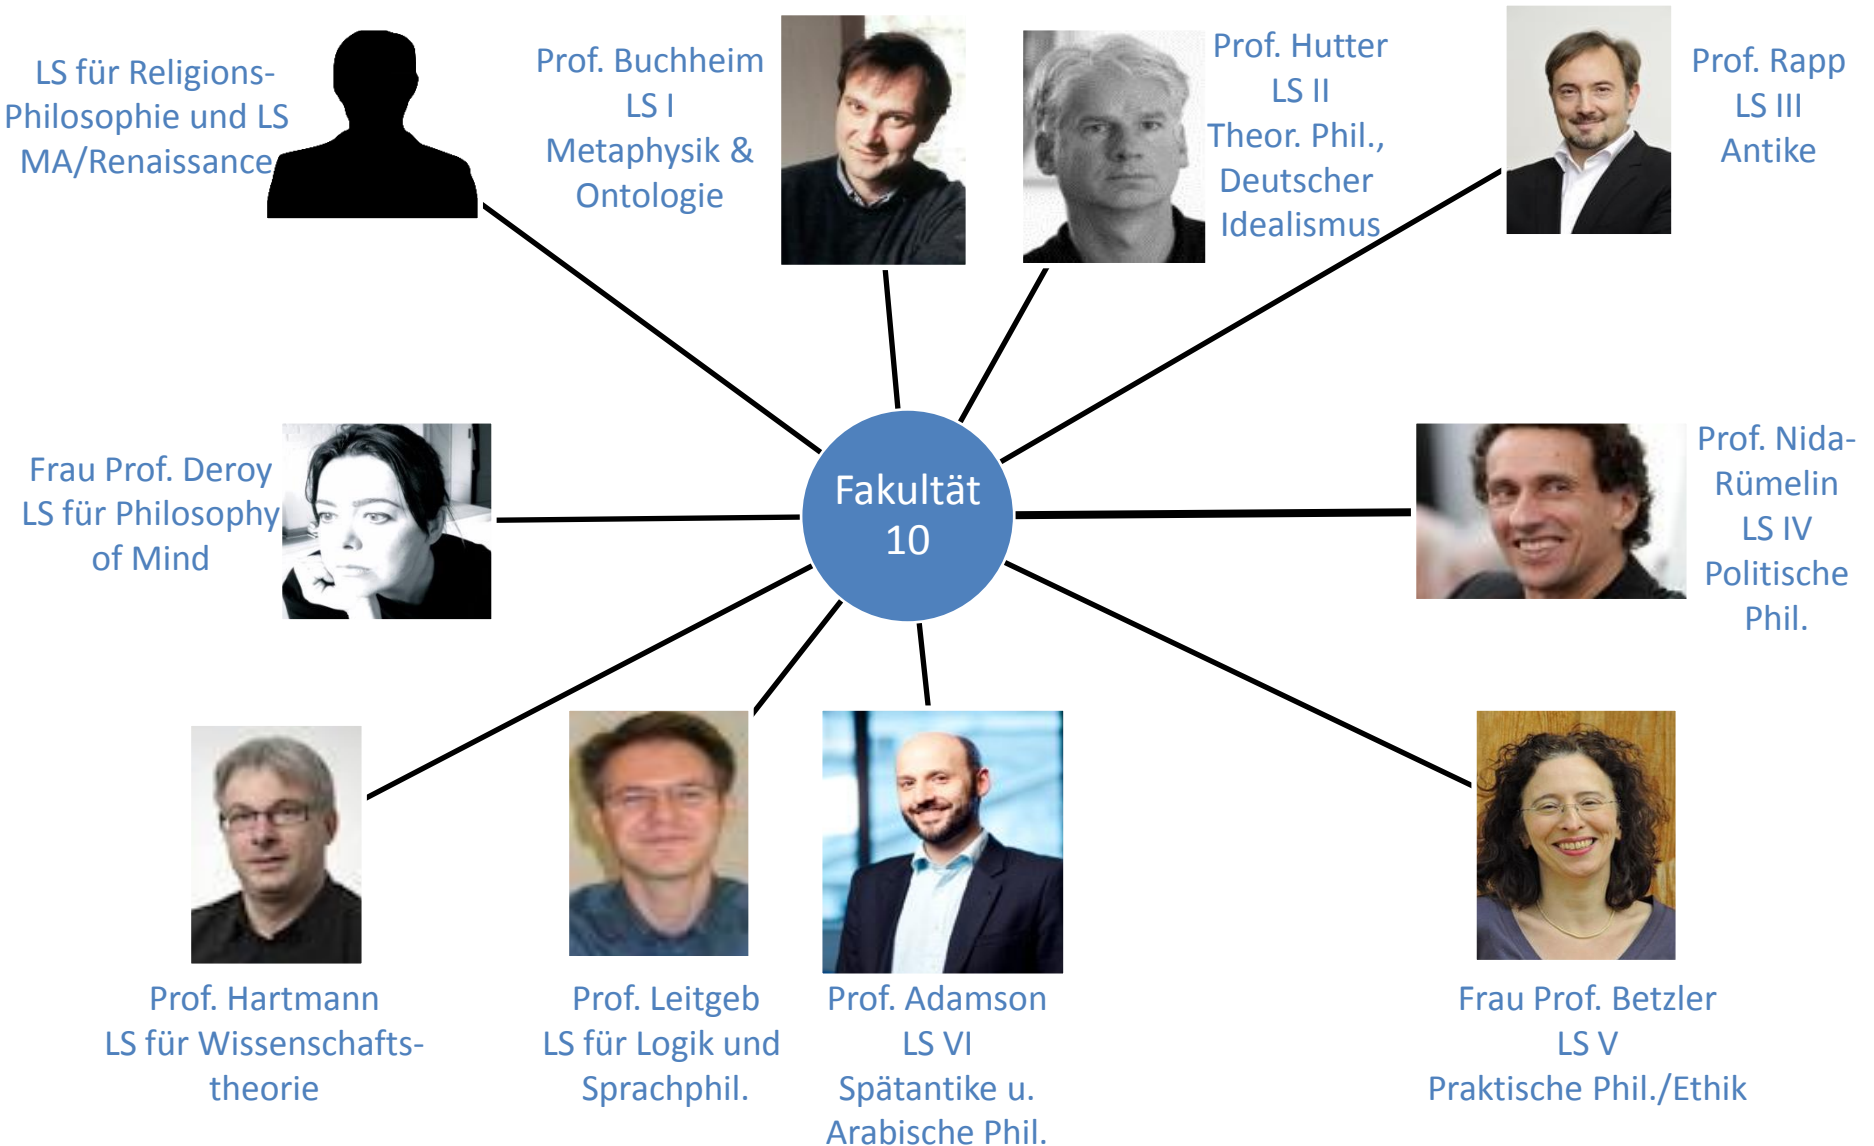 LS für Religions-
Philosophie und LS
MA/Renaissance
Prof. Buchheim
LS I
Metaphysik &
Ontologie
Prof. Hutter
LS II
Theor. Phil.,
Deutscher
Idealismus
Prof. Rapp
LS III
Antike
Frau Prof. Deroy
LS für Philosophy
of Mind
Fakultät
10
Prof. Nida-
Rümelin
LS IV
Politische
Phil.
Prof. Hartmann
LS für Wissenschafts-
theorie
Prof. Leitgeb
LS für Logik und
Sprachphil.
Prof. Adamson
LS VI
Spätantike u.
Arabische Phil.
Frau Prof. Betzler
LS V
Praktische Phil./Ethik